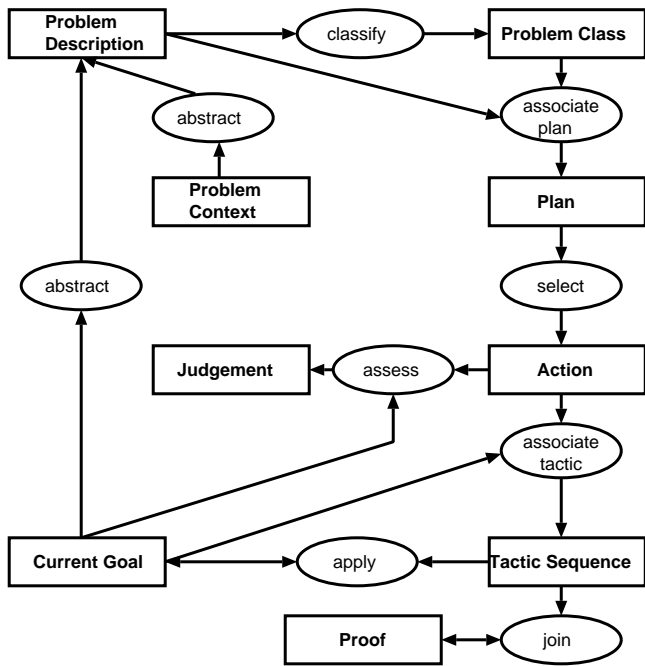 Problem
Description
classify
Problem Class
abstract
associate
plan
Problem
Context
Plan
abstract
select
Judgement
assess
Action
associate
tactic
Current Goal
apply
Tactic Sequence
Proof
join